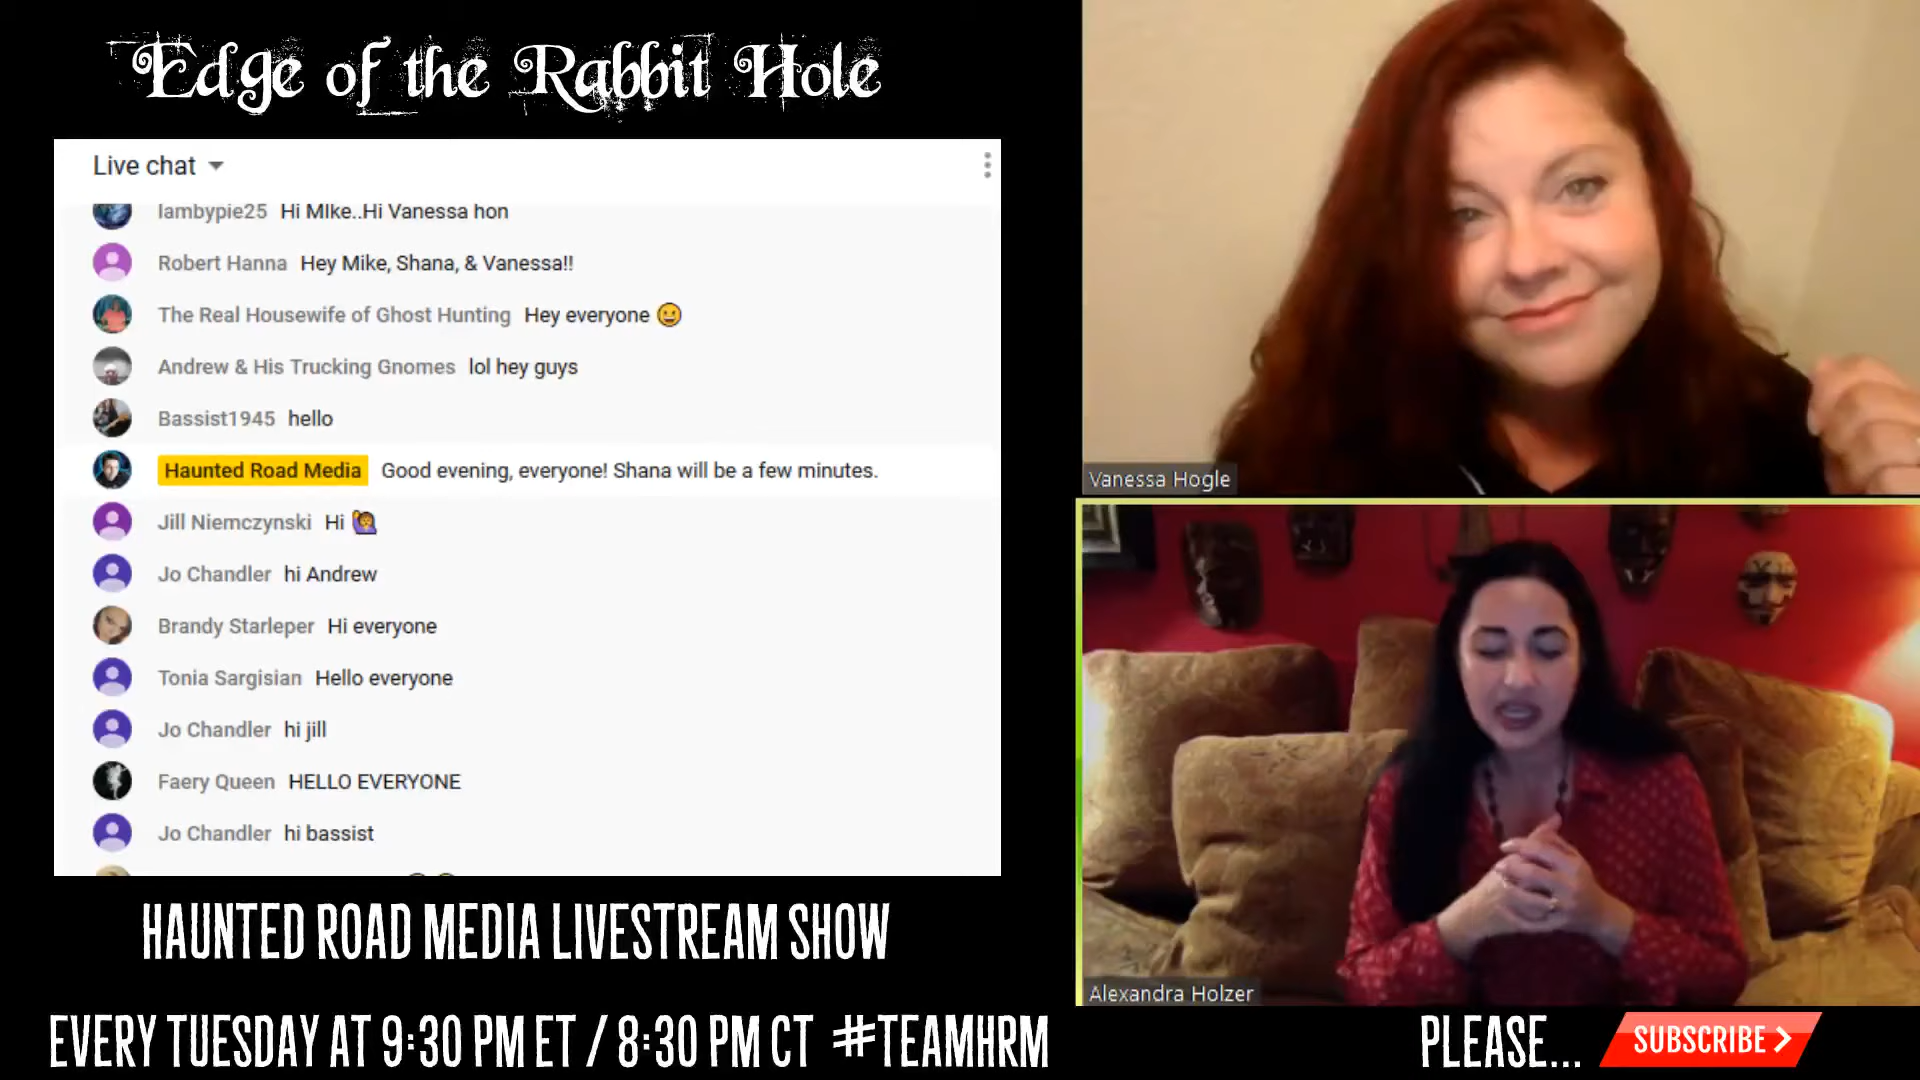 Edge of the Rabbit Hole
Live chat
lambypie25 Hi MIke..Hi Vanessa hon
Robert Hanna Hey Mike, Shana, & Vanessa!!
The Real Housewife of Ghost Hunting Hey everyone 😀
Andrew & His Trucking Gnomes lol hey guys
Bassist1945 hello
Haunted Road Media Good evening, everyone! Shana will be a few minutes.
Jill Niemczynski Hi 🙋
Jo Chandler hi Andrew
Brandy Starleper Hi everyone
Tonia Sargisian Hello everyone
Jo Chandler hi jill
Faery Queen HELLO EVERYONE
Jo Chandler hi bassist
HAUNTED ROAD MEDIA LIVESTREAM SHOW
EVERY TUESDAY AT 9:30 PM ET / 8:30 PM CT #TEAMHRM
Vanessa Hogle
Alexandra Holzer
PLEASE... SUBSCRIBE >